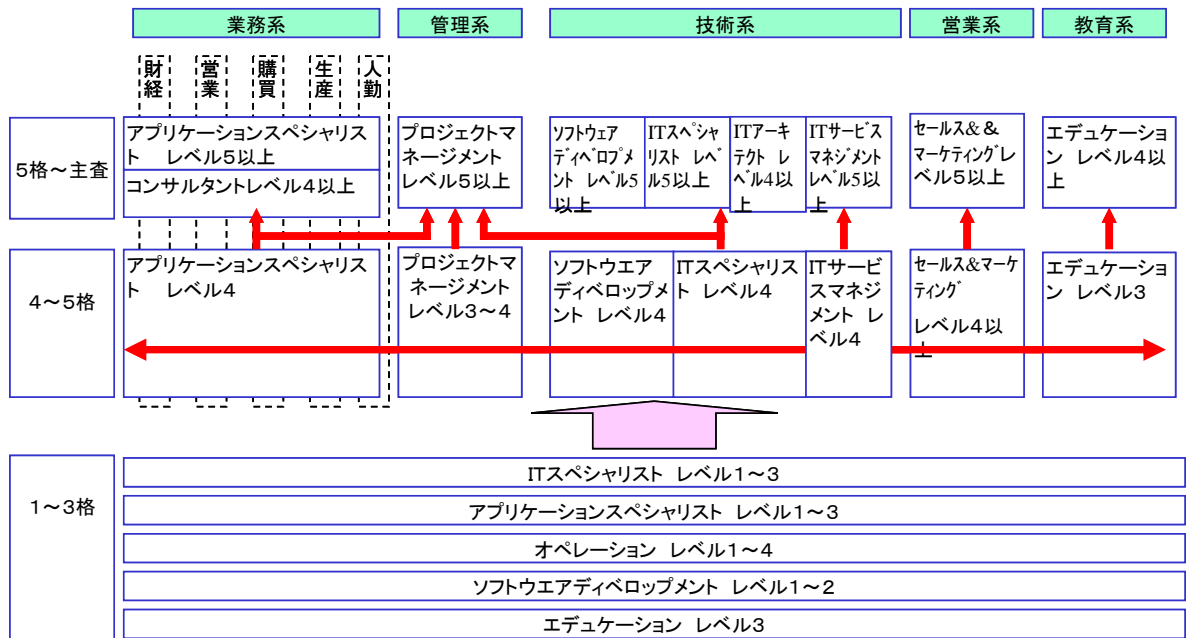 業務系
管理系
技術系
営業系
教育系
財経
営業
購買
生産
人勤
5格～主査
アプリケーションスペシャリス
ト レベル5以上
コンサルタントレベル4以上
プロジェクトマ
ネージメント
レベル5以上
ソフトウェア
ディベロプメ
ント レベル5
以上
ITスペシャ
リスト レベ
ル5以上
ITアーキ
テクト レ
ベル4以
上
ITサービス
マネジメント
レベル5以
上
セールス&&
マーケティングレ
ベル5以上
エデュケーショ
ン レベル4以
上
4～5格
アプリケーションスペシャリス
ト レベル4
プロジェクトマ
ネージメント
レベル3～4
ソフトウエア
ディベロップメ
ント レベル4
ITスペシャリス
ト レベル4
ITサービ
スマネジ
メント レ
ベル4
セールス&マーケ
ティング
レベル4以
上
エデュケーショ
ン レベル3
1～3格
ITスペシャリスト レベル1～3
アプリケーションスペシャリスト レベル1～3
オペレーション レベル1～4
ソフトウエアディベロップメント レベル1～2
エデュケーション レベル3